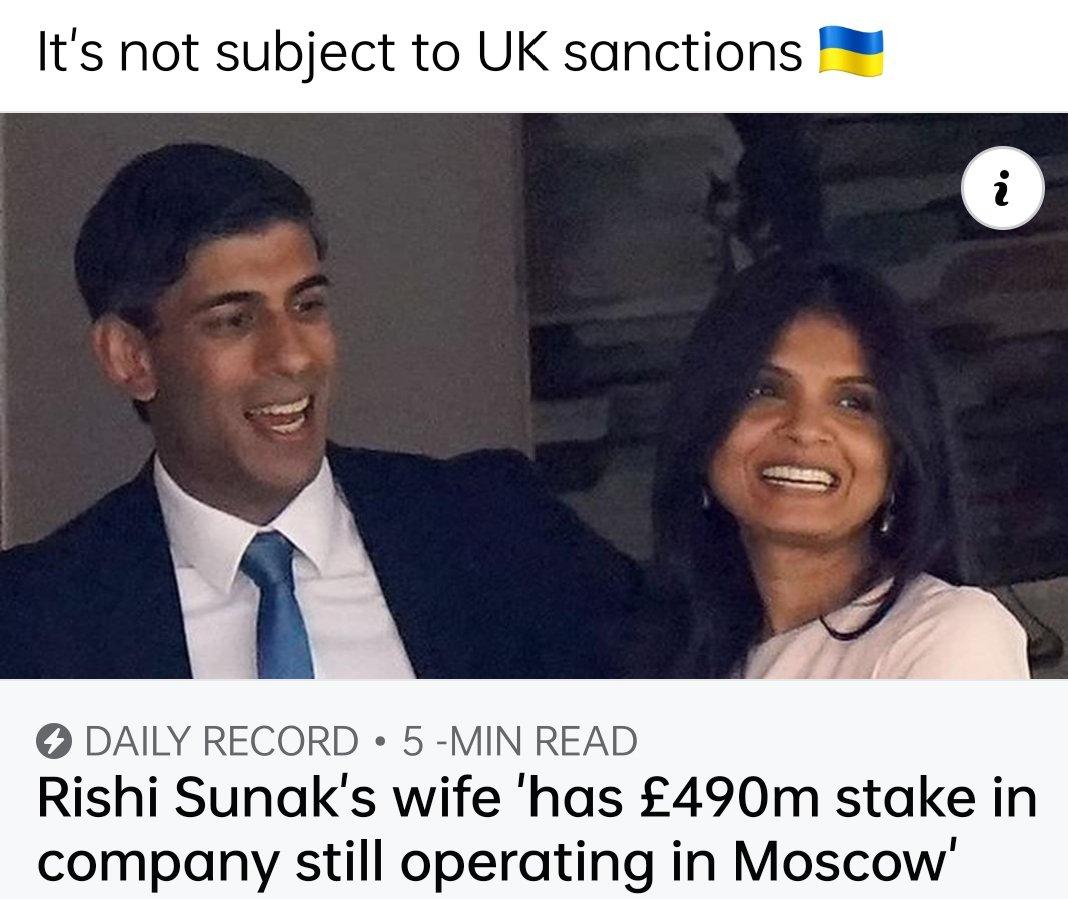 It's not subject to UK sanctions 🇺🇦
i
DAILY RECORD • 5 -MIN READ
Rishi Sunak's wife 'has £490m stake in
company still operating in Moscow'